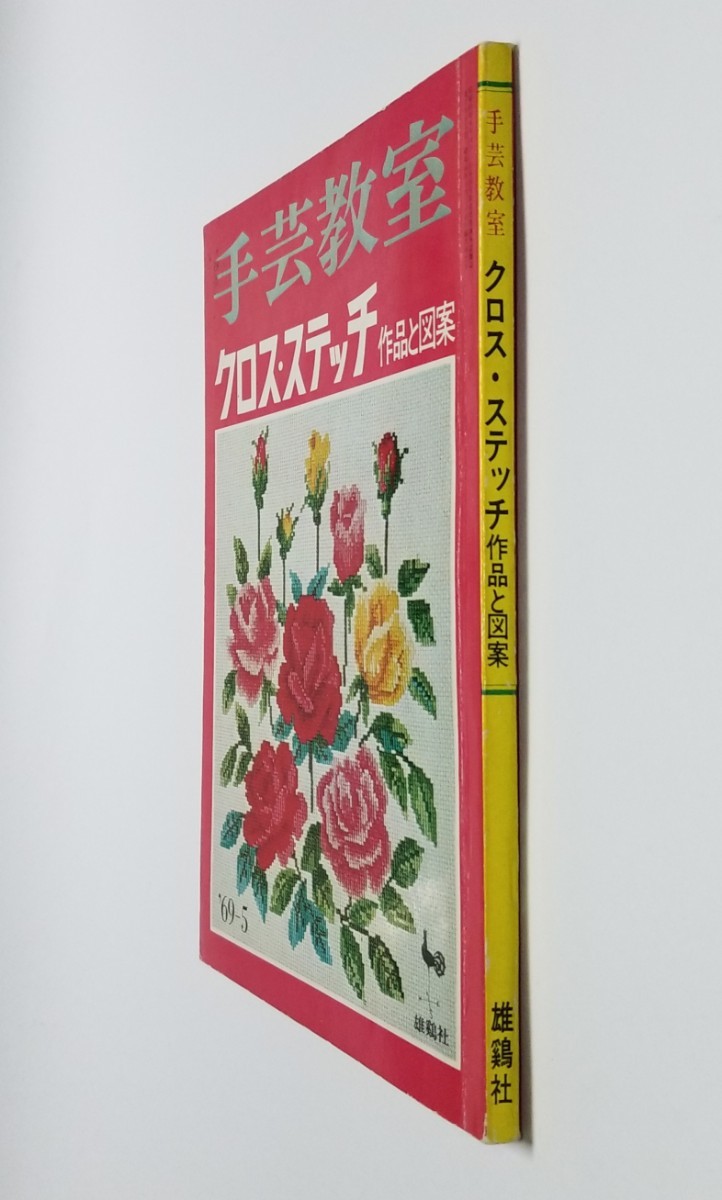 手芸教室
クロス・ステッチ 作品と図案
'69-5
雄鶏社
手芸教室 クロス・ステッチ 作品と図案
雄鶏社